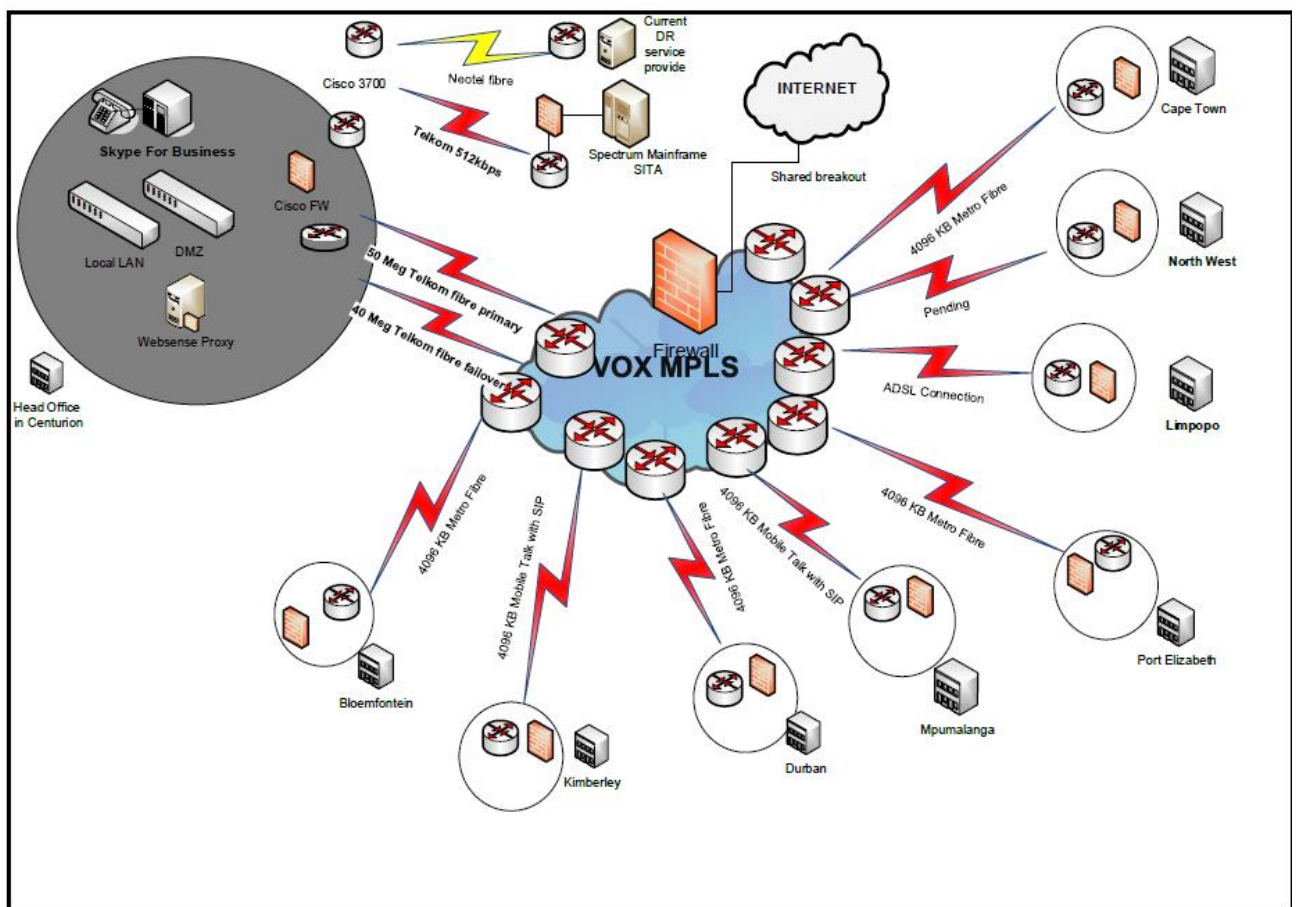 Current
DR
service
provide
Neotel fibre
Cisco 3700
Telkom 512kbps
Spectrum Mainframe
SITA
Skype For Business
Cisco FW
Local LAN
DMZ
Websense Proxy
Head Office
in Centurion
50 Meg Telkom fibre primary
40 Meg Telkom fibre failover
INTERNET
Shared breakout
Firewall
VOX MPLS
4096 KB Metro Fibre
Cape Town
Pending
North West
ADSL Connection
Limpopo
4096 KB Metro Fibre
Port Elizabeth
4096 KB Mobile Talk with SIP
Mpumalanga
4096 KB Metro Fibre
Durban
4096 KB Mobile Talk with SIP
Kimberley
4096 KB Metro Fibre
Bloemfontein